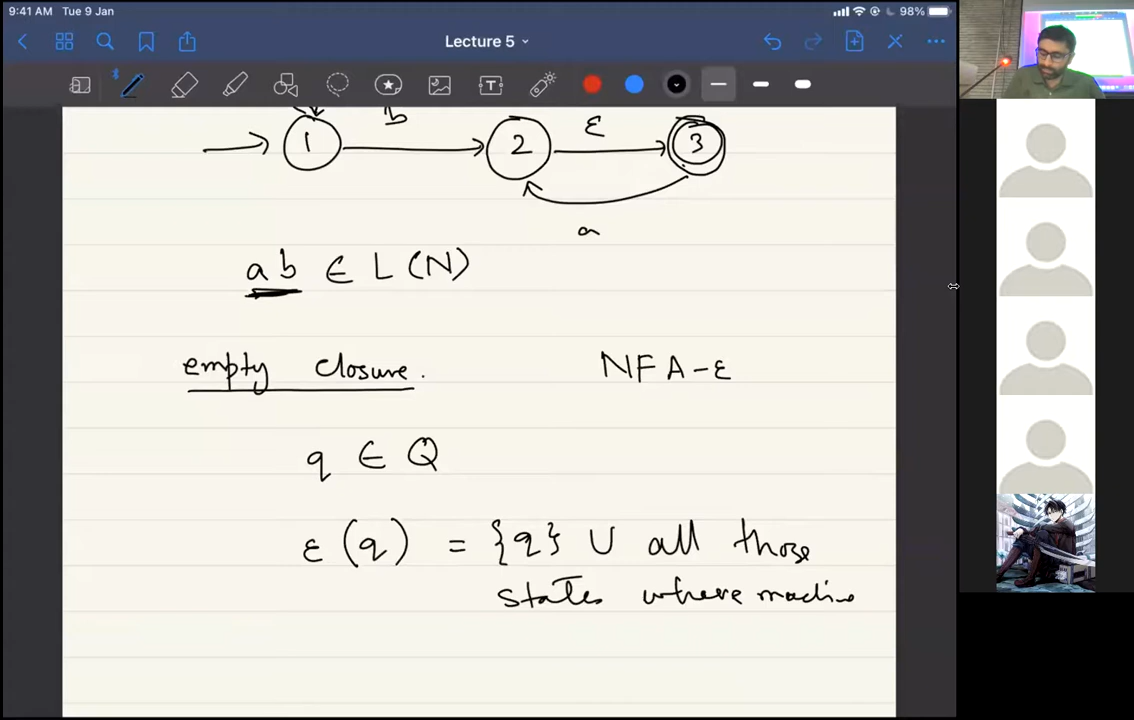 9:41 AM Tue 9 Jan
98%
Lecture 5
T
b
ε
1
2
3
a
ab ∈ L(N)
empty closure.
NFA-ε
q ∈ Q
ε(q) = {q} ∪ all those
states where machine